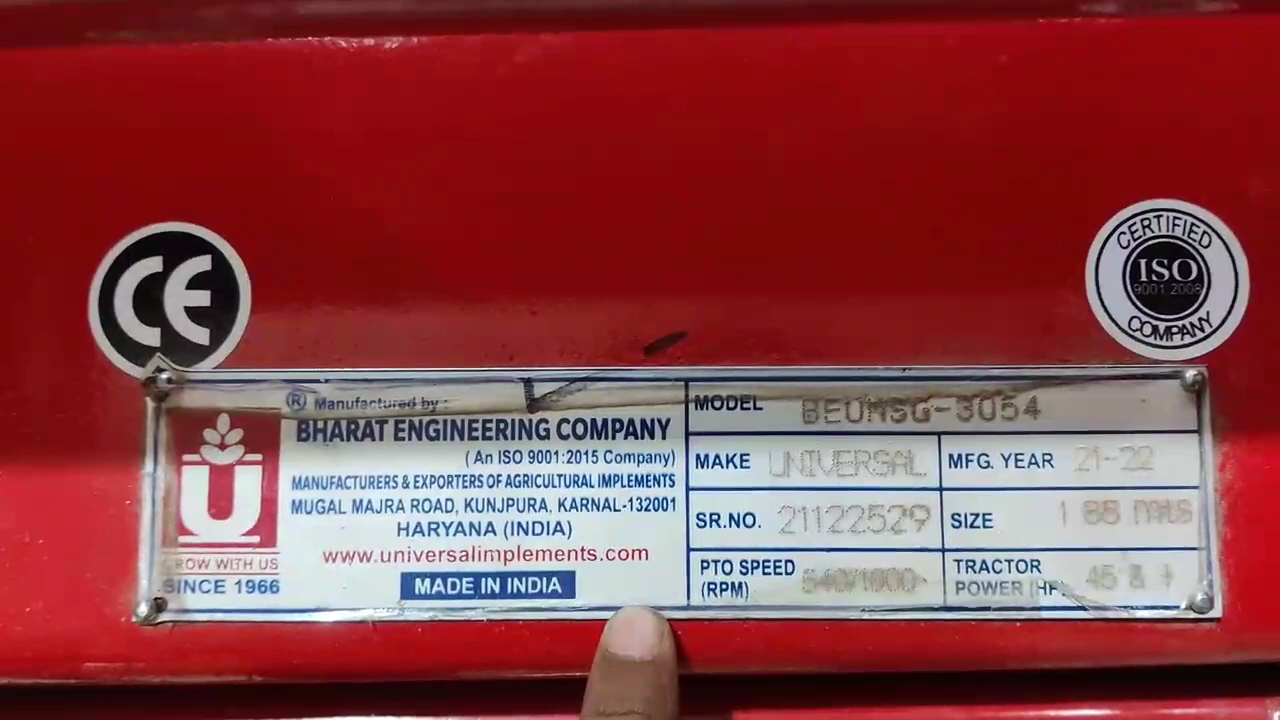 CE
CERTIFIED
ISO
9001:2008
COMPANY
® Manufactured by :
BHARAT ENGINEERING COMPANY
( An ISO 9001:2015 Company)
MANUFACTURERS & EXPORTERS OF AGRICULTURAL IMPLEMENTS
MUGAL MAJRA ROAD, KUNJPURA, KARNAL-132001
HARYANA (INDIA)
www.universalimplements.com
MADE IN INDIA
U
GROW WITH US
SINCE 1966
MODEL
MAKE UNIVERSAL
MFG. YEAR 21-22
SR.NO. 21122529
SIZE
PTO SPEED
(RPM) 540/1000
TRACTOR
POWER (HP) 45 & +